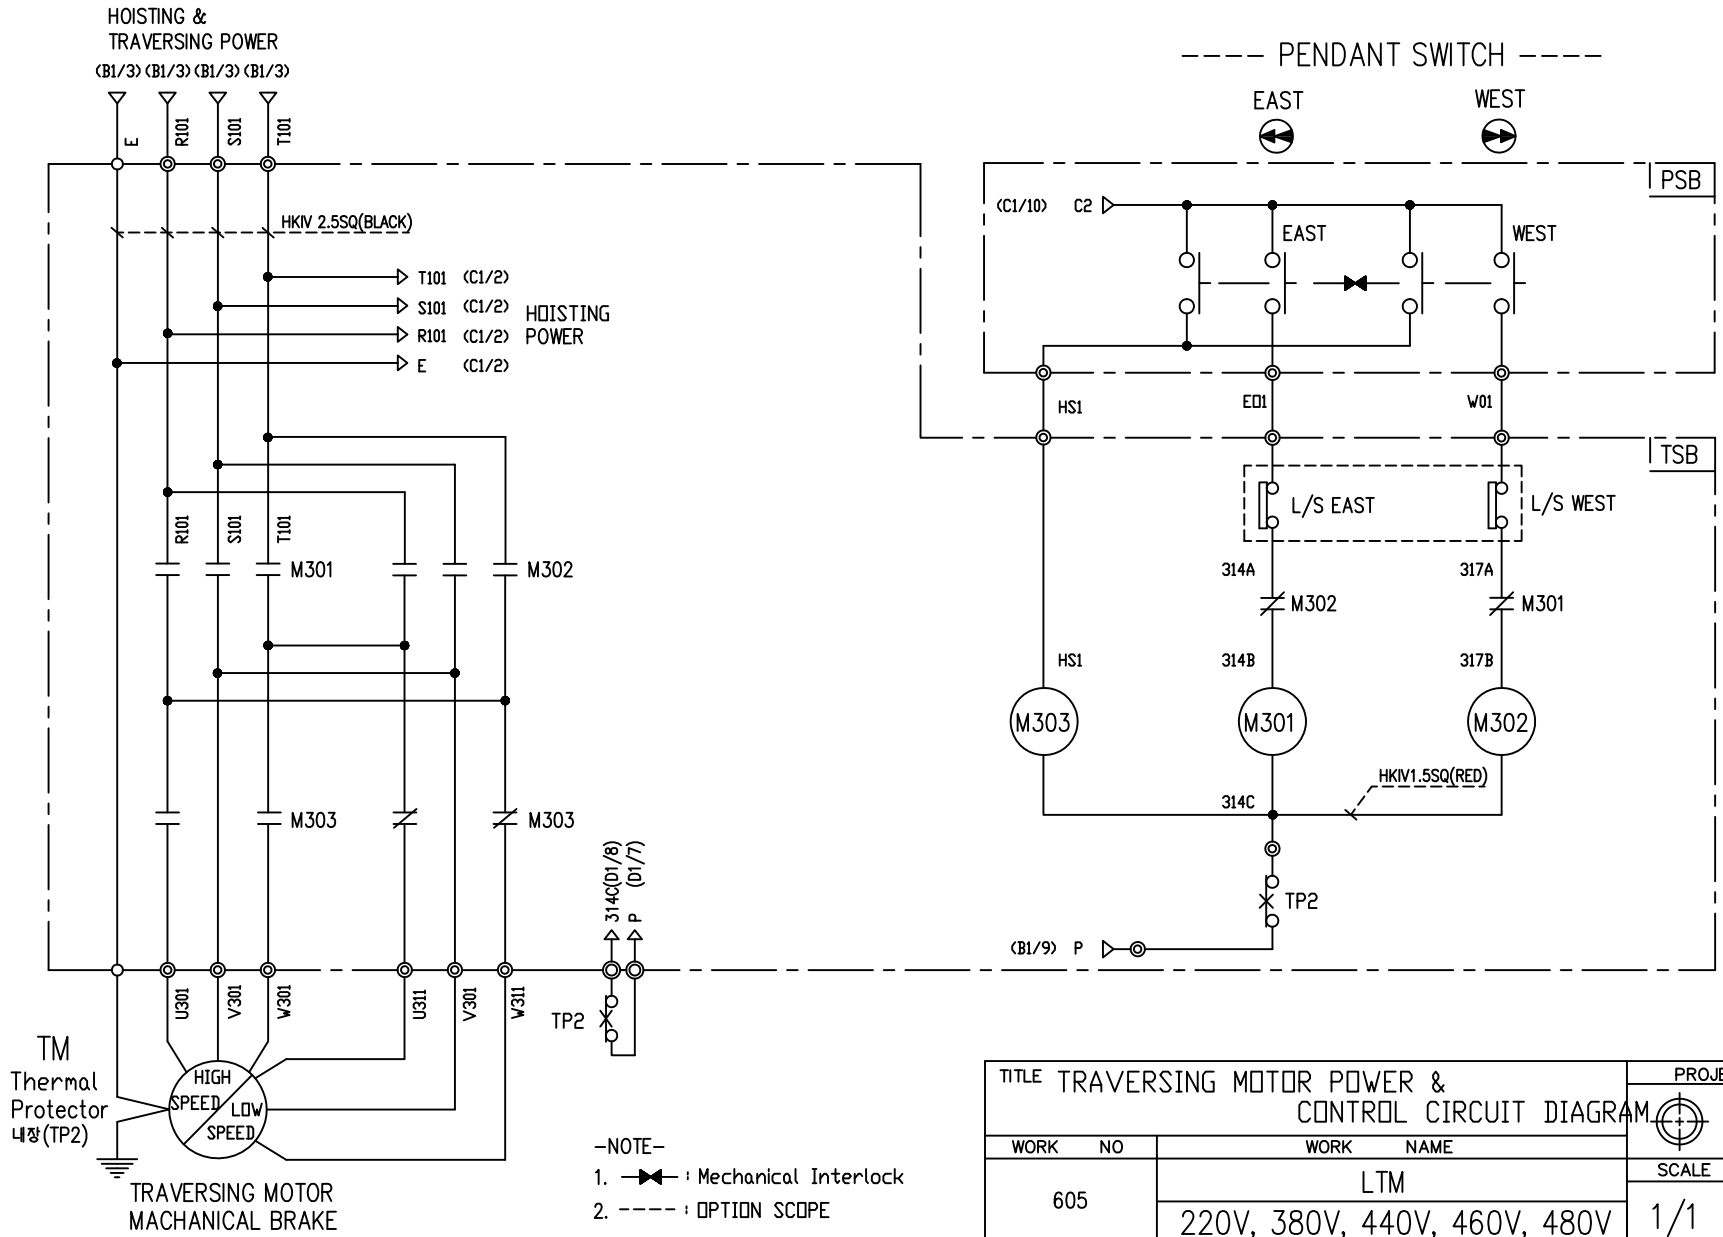 HOISTING &
TRAVERSING POWER
(B1/3) (B1/3) (B1/3) (B1/3)
E
R101
S101
T101
HKIV 2.5SQ(BLACK)
T101 (C1/2)
S101 (C1/2)
R101 (C1/2)
E (C1/2)
HOISTING
POWER
R101
S101
T101
M301
M302
M303
M303
314C(D1/8)
P (D1/7)
U301
V301
W301
U311
V301
W311
TP2
TM
Thermal
Protector
내장(TP2)
HIGH
SPEED
LOW
SPEED
TRAVERSING MOTOR
MACHANICAL BRAKE
-NOTE-
1. : Mechanical Interlock
2. ---- : OPTION SCOPE
---- PENDANT SWITCH ----
EAST
WEST
PSB
(C1/10) C2
EAST
WEST
HS1
E01
W01
TSB
L/S EAST
L/S WEST
314A
317A
M302
M301
HS1
314B
317B
M303
M301
M302
HKIV1.5SQ(RED)
314C
TP2
(B1/9) P
TITLE TRAVERSING MOTOR POWER &
CONTROL CIRCUIT DIAGRAM
PROJE
WORK NO
WORK NAME
SCALE
605
LTM
220V, 380V, 440V, 460V, 480V
1/1